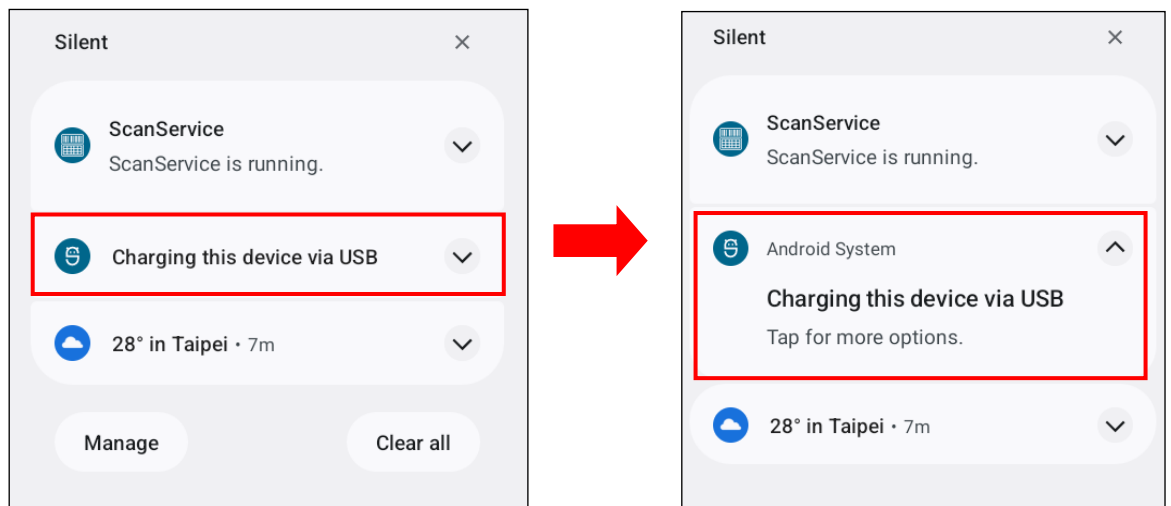 Silent
ScanService
ScanService is running.
Charging this device via USB
28° in Taipei • 7m
Manage
Clear all
Silent
ScanService
ScanService is running.
Android System
Charging this device via USB
Tap for more options.
28° in Taipei • 7m